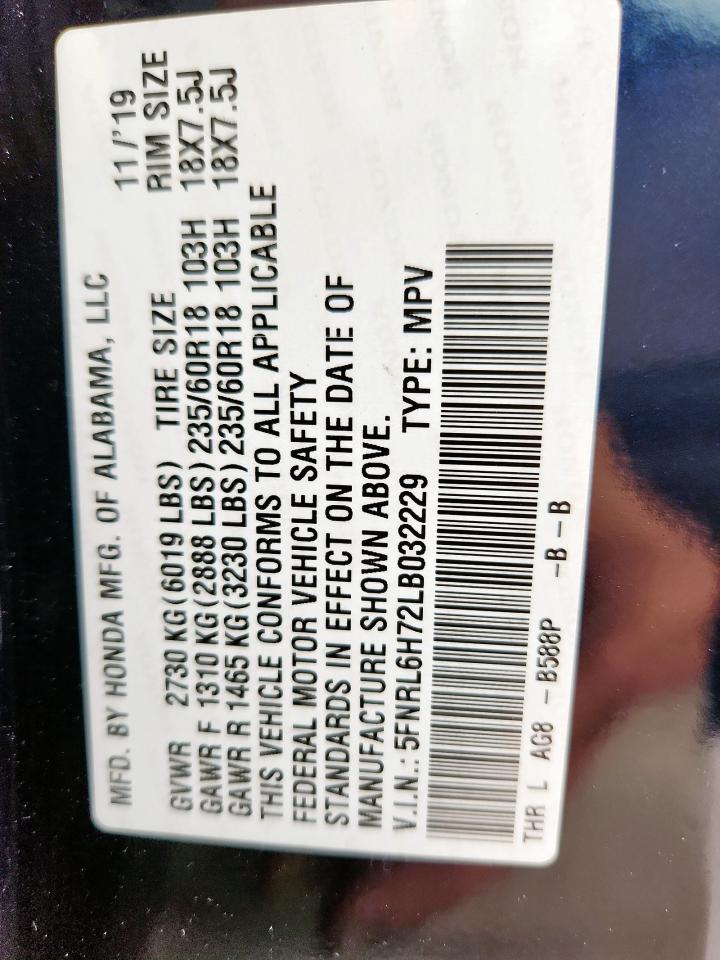 MFD. BY HONDA MFG. OF ALABAMA, LLC 11/'19
GVWR 2730 KG(6019 LBS) TIRE SIZE RIM SIZE
GAWR F 1310 KG(2888 LBS) 235/60R18 103H 18X7.5J
GAWR R 1465 KG(3230 LBS) 235/60R18 103H 18X7.5J
THIS VEHICLE CONFORMS TO ALL APPLICABLE
FEDERAL MOTOR VEHICLE SAFETY
STANDARDS IN EFFECT ON THE DATE OF
MANUFACTURE SHOWN ABOVE.
V.I.N.: 5FNRL6H72LB032229 TYPE: MPV
THR L AG8 -B588P -B-B